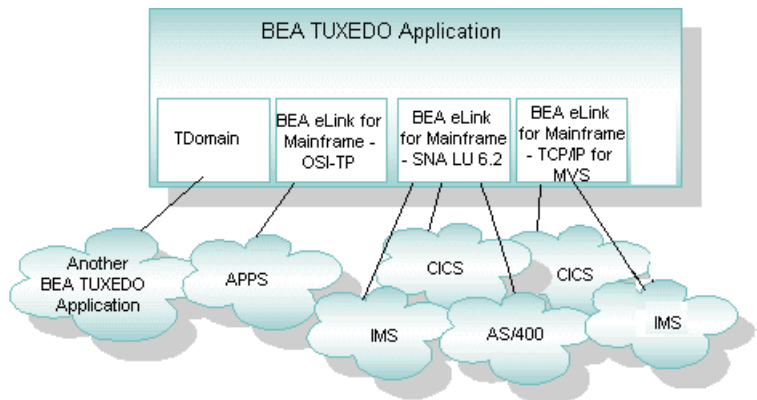 BEA TUXEDO Application
TDomain
BEA eLink for
Mainframe -
OSI-TP
BEA eLink
for Mainframe
- SNA LU 6.2
BEA eLink
for Mainframe
- TCP/IP for
MVS
Another
BEA TUXEDO
Application
APPS
CICS
CICS
IMS
AS/400
IMS